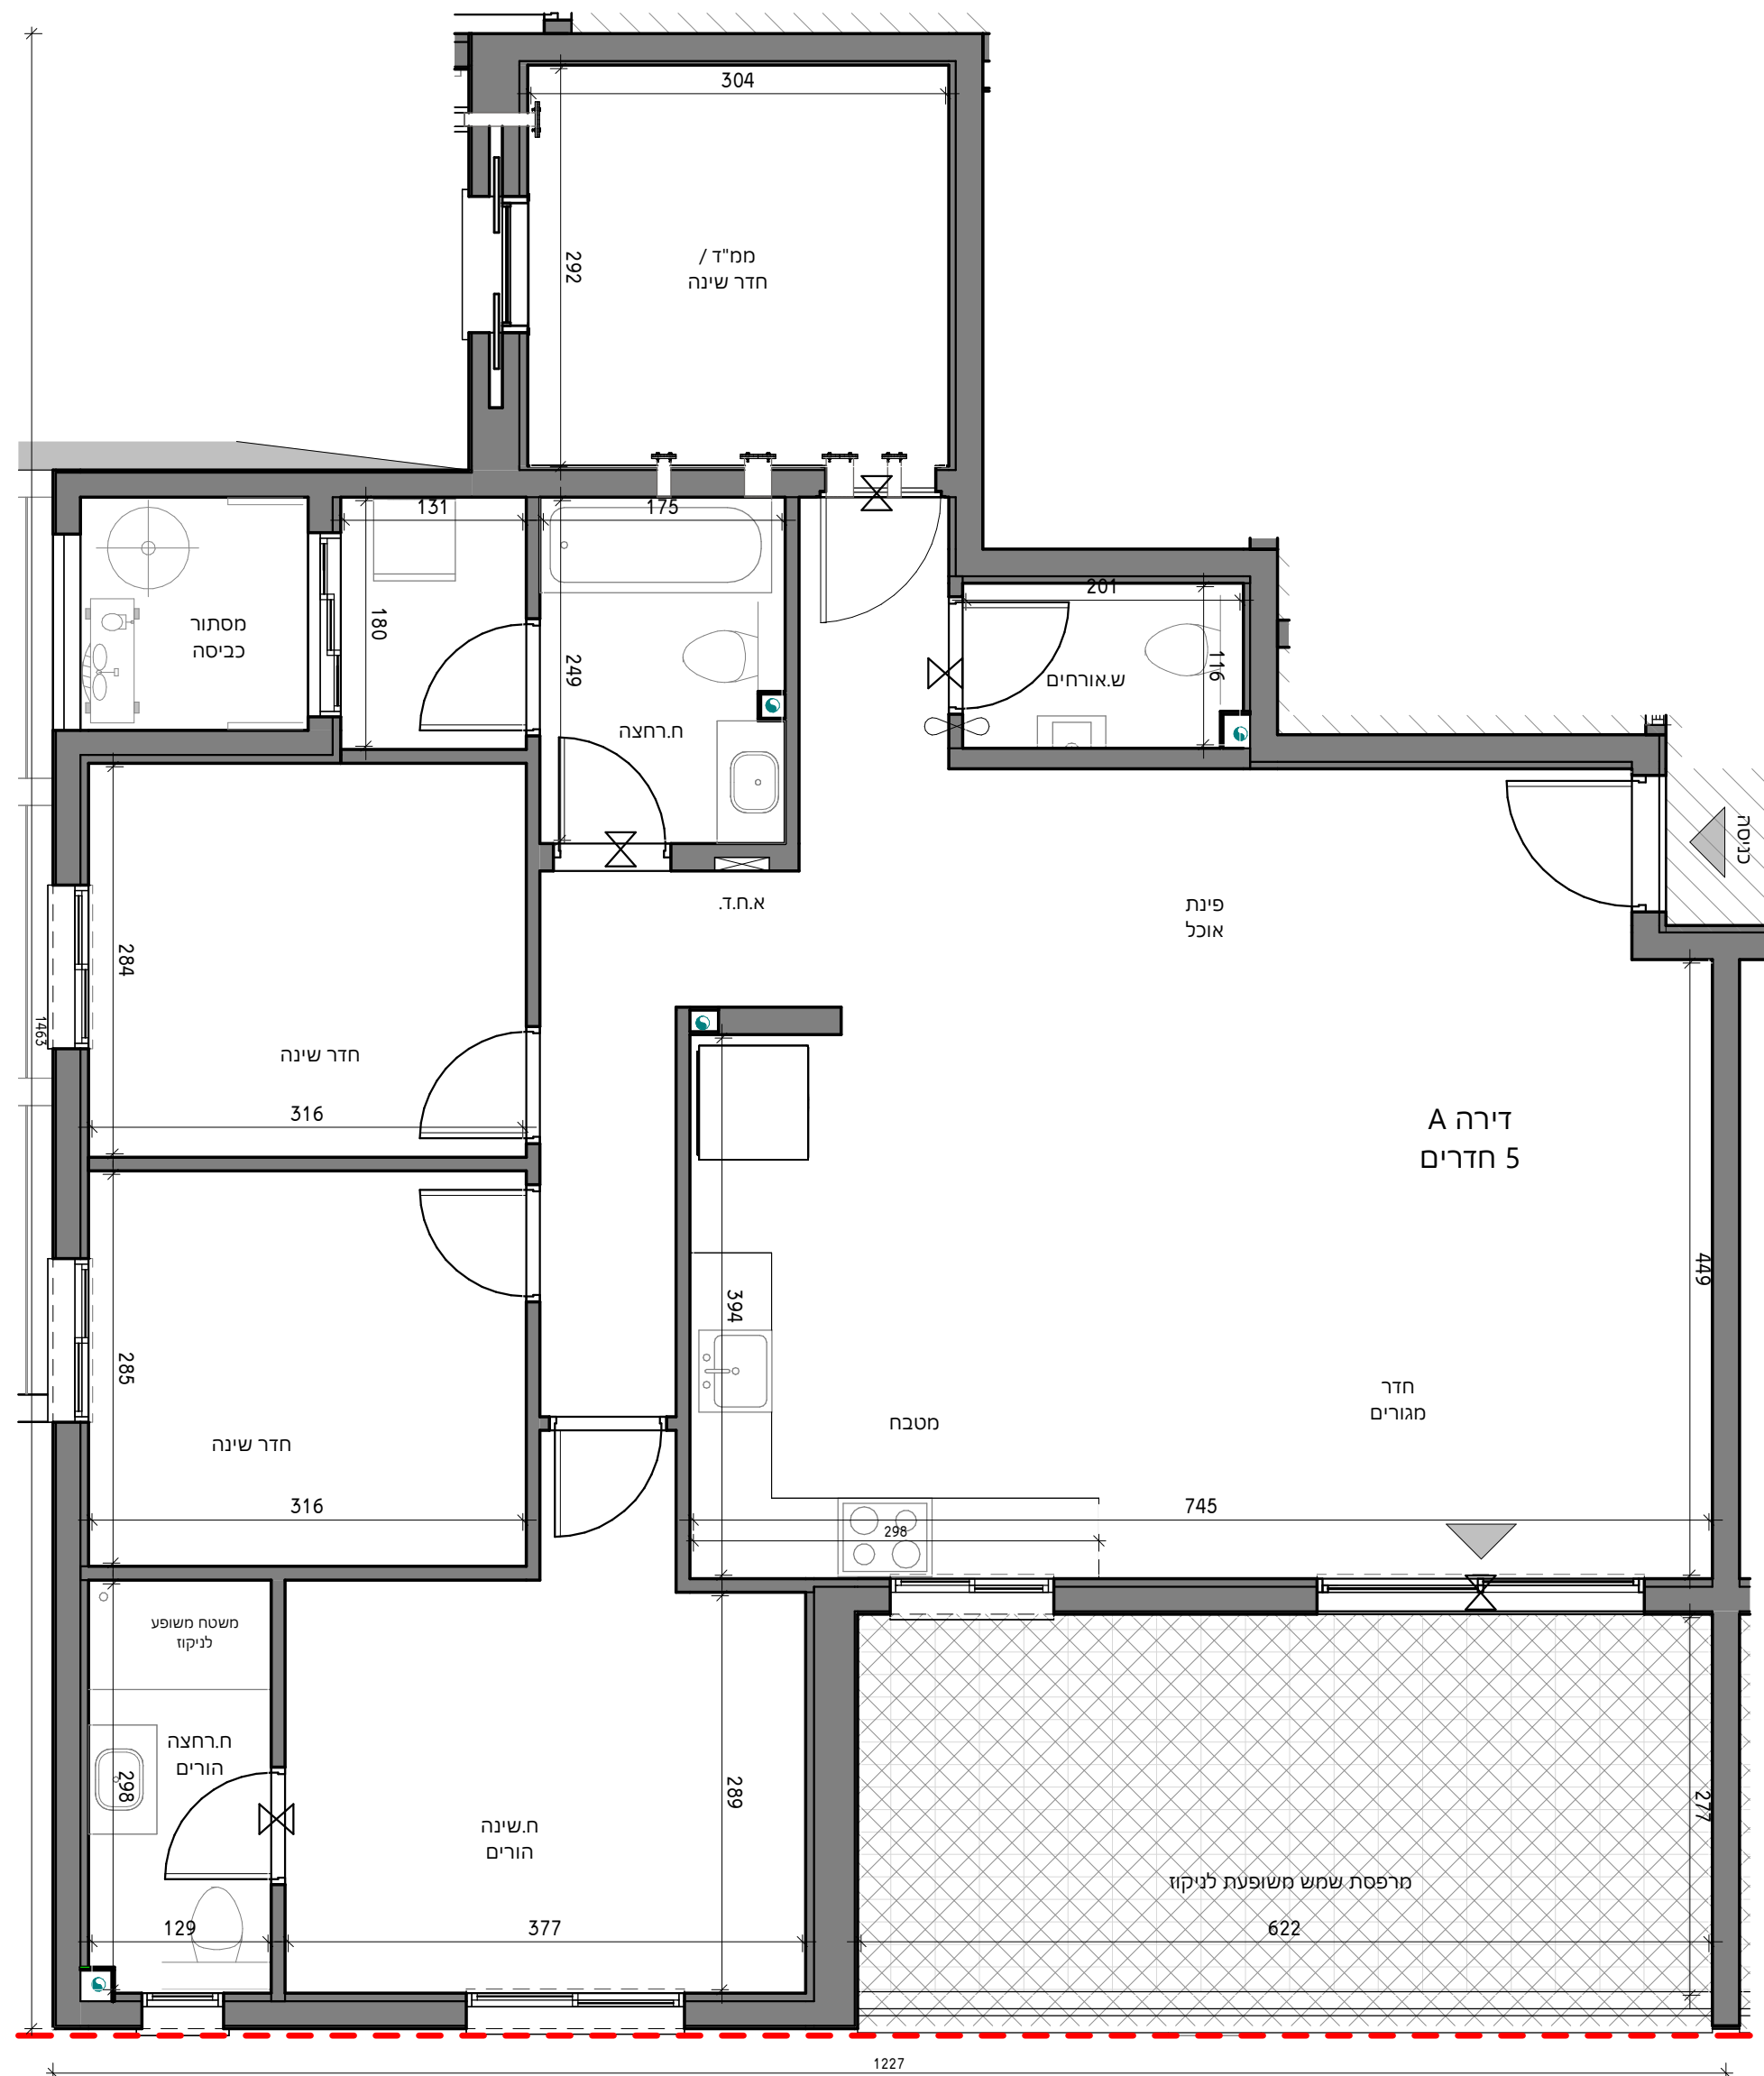 304
292
ממ"ד /
חדר שינה
131
175
201
180
249
116
מסתור
כביסה
ש.אורחים
ח.רחצה
כניסה
א.ח.ד.
פינת
אוכל
284
1463
חדר שינה
316
דירה A
5 חדרים
449
394
285
חדר
מגורים
מטבח
חדר שינה
316
745
298
משטח משופע
לניקוז
ח.רחצה
הורים
298
289
277
ח.שינה
הורים
מרפסת שמש משופעת לניקוז
129
377
622
1227